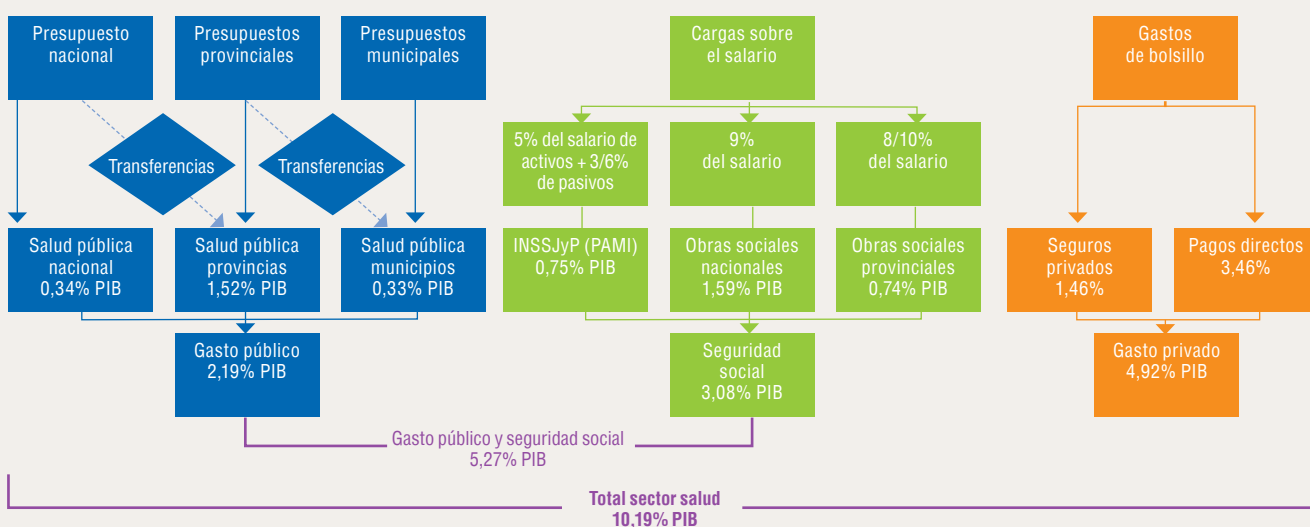 Presupuesto
nacional
Presupuestos
provinciales
Presupuestos
municipales
Cargas sobre
el salario
Gastos
de bolsillo
Transferencias
Transferencias
5% del salario de
activos + 3/6%
de pasivos
9%
del salario
8/10%
del salario
Salud pública
nacional
0,34% PIB
Salud pública
provincias
1,52% PIB
Salud pública
municipios
0,33% PIB
INSSJyP (PAMI)
0,75% PIB
Obras sociales
nacionales
1,59% PIB
Obras sociales
provinciales
0,74% PIB
Seguros
privados
1,46%
Pagos directos
3,46%
Gasto público
2,19% PIB
Seguridad
social
3,08% PIB
Gasto privado
4,92% PIB
Gasto público y seguridad social
5,27% PIB
Total sector salud
10,19% PIB